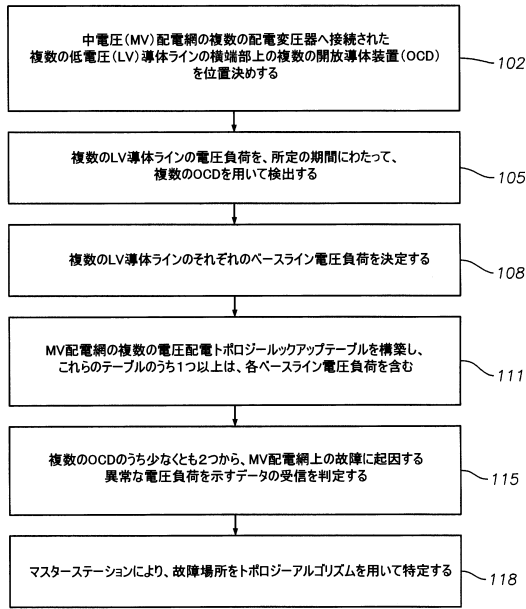 中電圧(MV)配電網の複数の配電変圧器へ接続された
複数の低電圧(LV)導体ラインの横端部上の複数の開放導体装置(OCD)
を位置決めする
102
複数のLV導体ラインの電圧負荷を、所定の期間にわたって、
複数のOCDを用いて検出する
105
複数のLV導体ラインのそれぞれのベースライン電圧負荷を決定する
108
MV配電網の複数の電圧配電トポロジールックアップテーブルを構築し、
これらのテーブルのうち1つ以上は、各ベースライン電圧負荷を含む
111
複数のOCDのうち少なくとも2つから、MV配電網上の故障に起因する
異常な電圧負荷を示すデータの受信を判定する
115
マスターステーションにより、故障場所をトポロジーアルゴリズムを用いて特定する
118